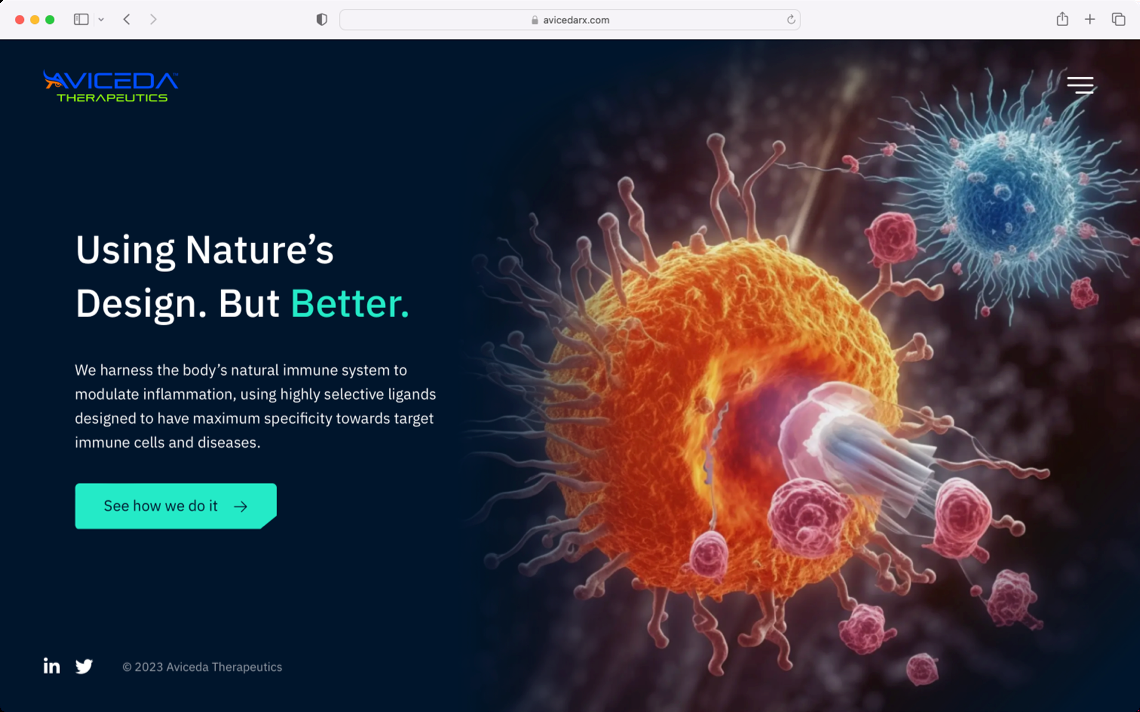 avicedarx.com
AVICEDA
THERAPEUTICS
Using Nature’s
Design. But Better.
We harness the body’s natural immune system to
modulate inflammation, using highly selective ligands
designed to have maximum specificity towards target
immune cells and diseases.
See how we do it →
in
© 2023 Aviceda Therapeutics